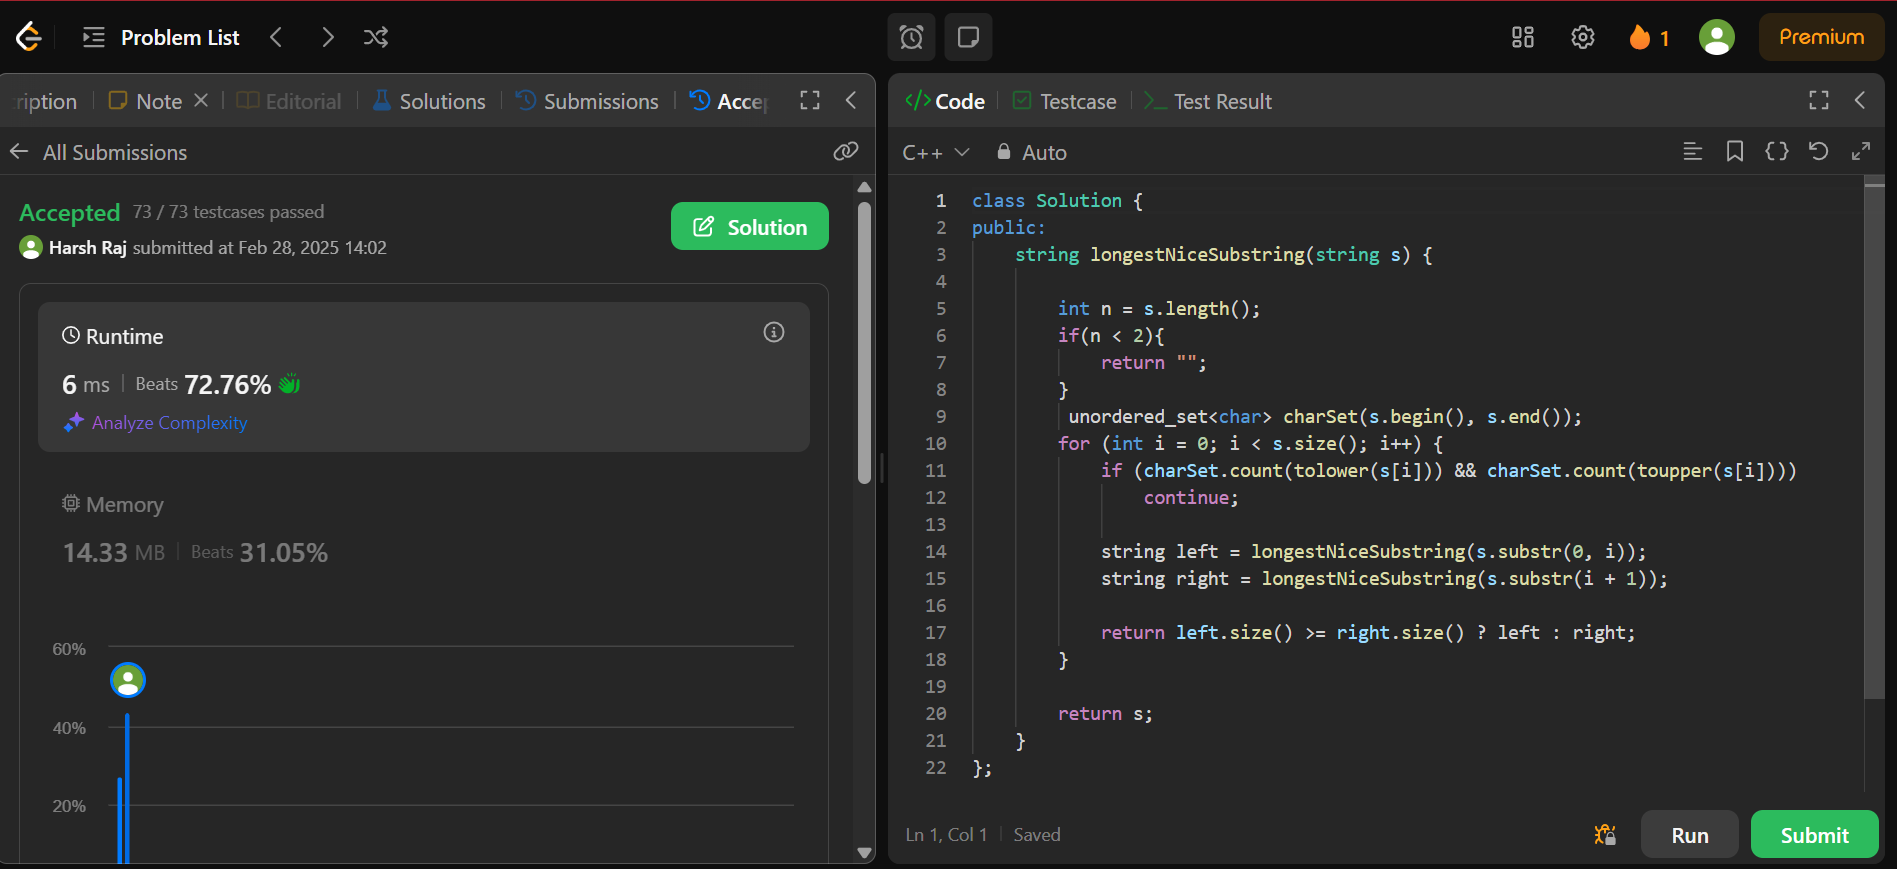 Problem List
1
Premium
ription
Note
Editorial
Solutions
Submissions
Accep
All Submissions
Accepted 73 / 73 testcases passed
Harsh Raj submitted at Feb 28, 2025 14:02
Solution
Runtime
6 ms Beats 72.76%
Analyze Complexity
Memory
14.33 MB Beats 31.05%
60%
40%
20%
</> Code
Testcase
Test Result
C++
Auto
1 class Solution {
2 public:
3     string longestNiceSubstring(string s) {
4
5         int n = s.length();
6         if(n < 2){
7             return "";
8         }
9          unordered_set<char> charSet(s.begin(), s.end());
10         for (int i = 0; i < s.size(); i++) {
11             if (charSet.count(tolower(s[i])) && charSet.count(toupper(s[i])))
12                 continue;
13
14             string left = longestNiceSubstring(s.substr(0, i));
15             string right = longestNiceSubstring(s.substr(i + 1));
16
17             return left.size() >= right.size() ? left : right;
18         }
19
20         return s;
21     }
22 };
Ln 1, Col 1 Saved
Run
Submit